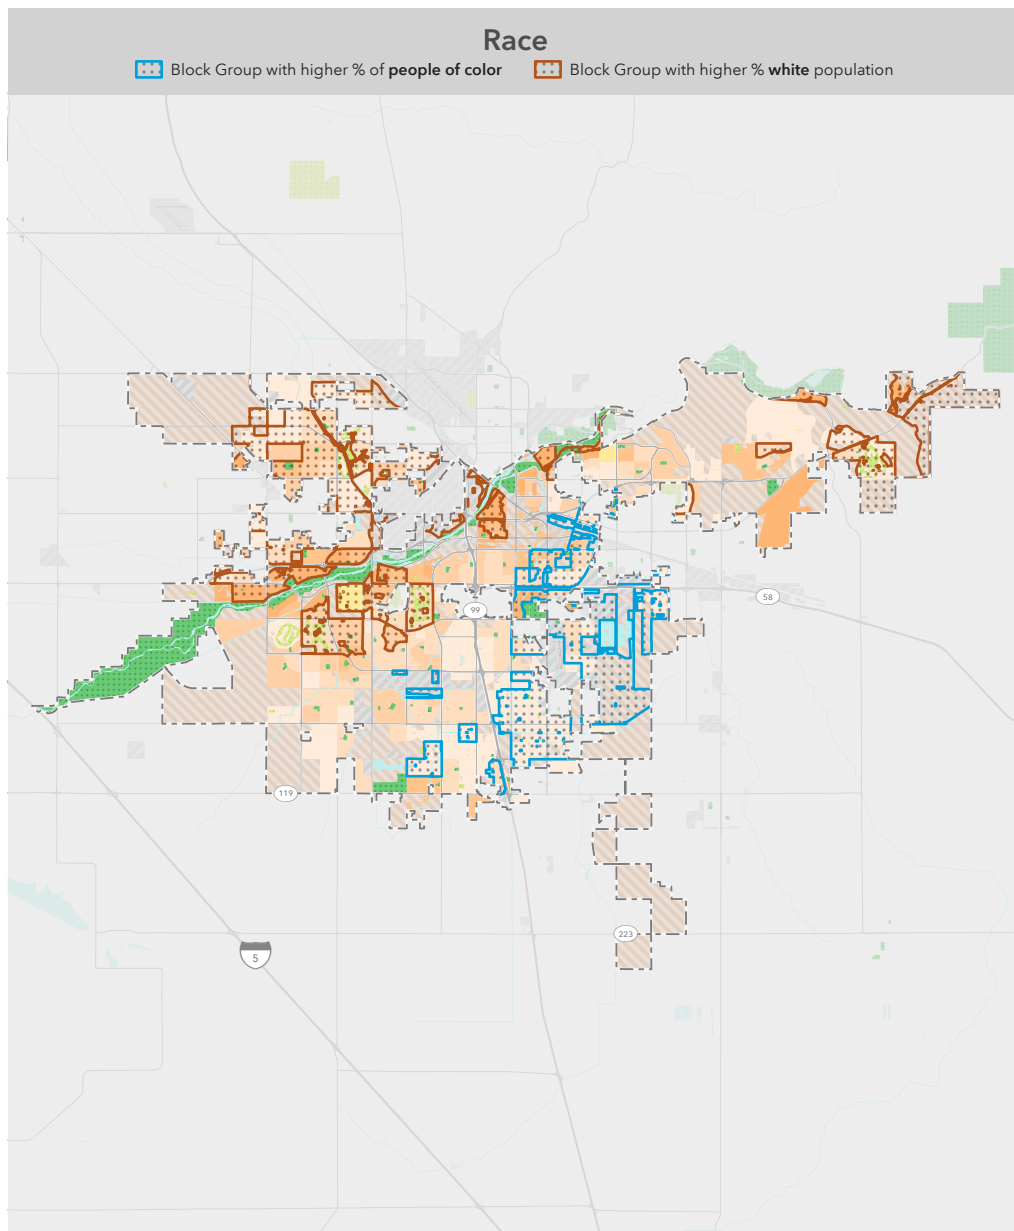 Race
Block Group with higher % of people of color
Block Group with higher % white population
99
58
119
223
5